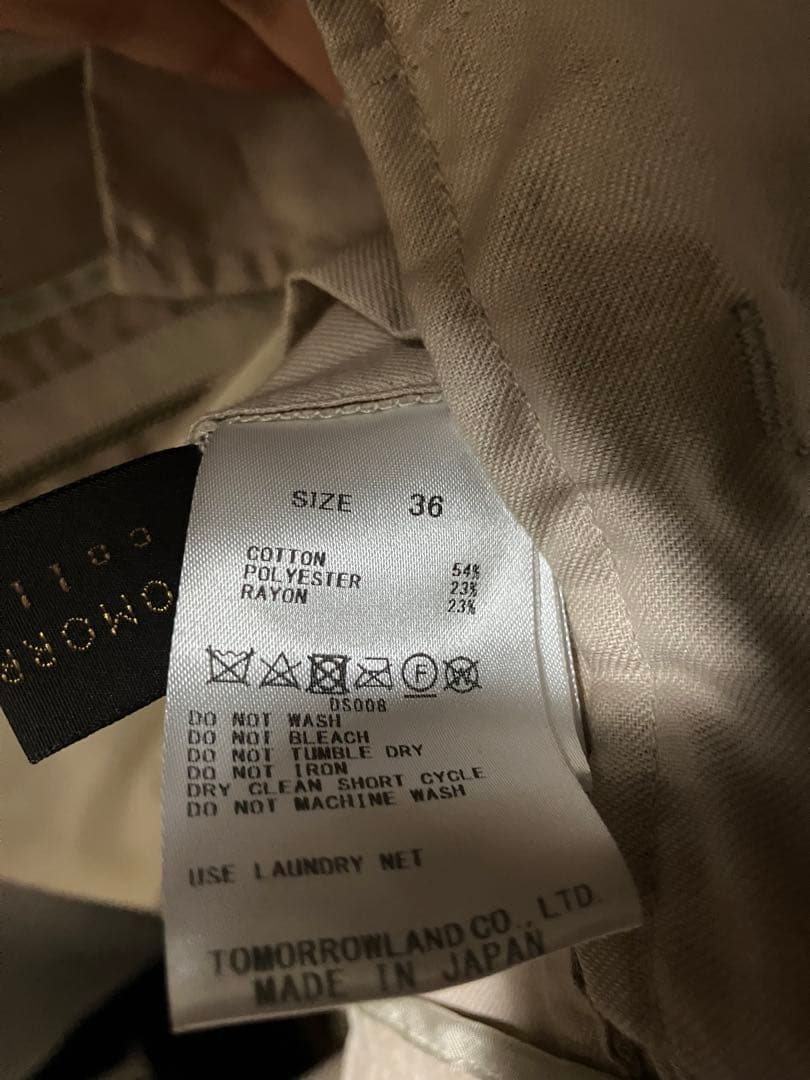 SIZE 36
COTTON 54%
POLYESTER 23%
RAYON 23%
F W
DS008
DO NOT WASH
DO NOT BLEACH
DO NOT TUMBLE DRY
DO NOT IRON
DRY CLEAN SHORT CYCLE
DO NOT MACHINE WASH
USE LAUNDRY NET
TOMORROWLAND CO., LTD.
MADE IN JAPAN